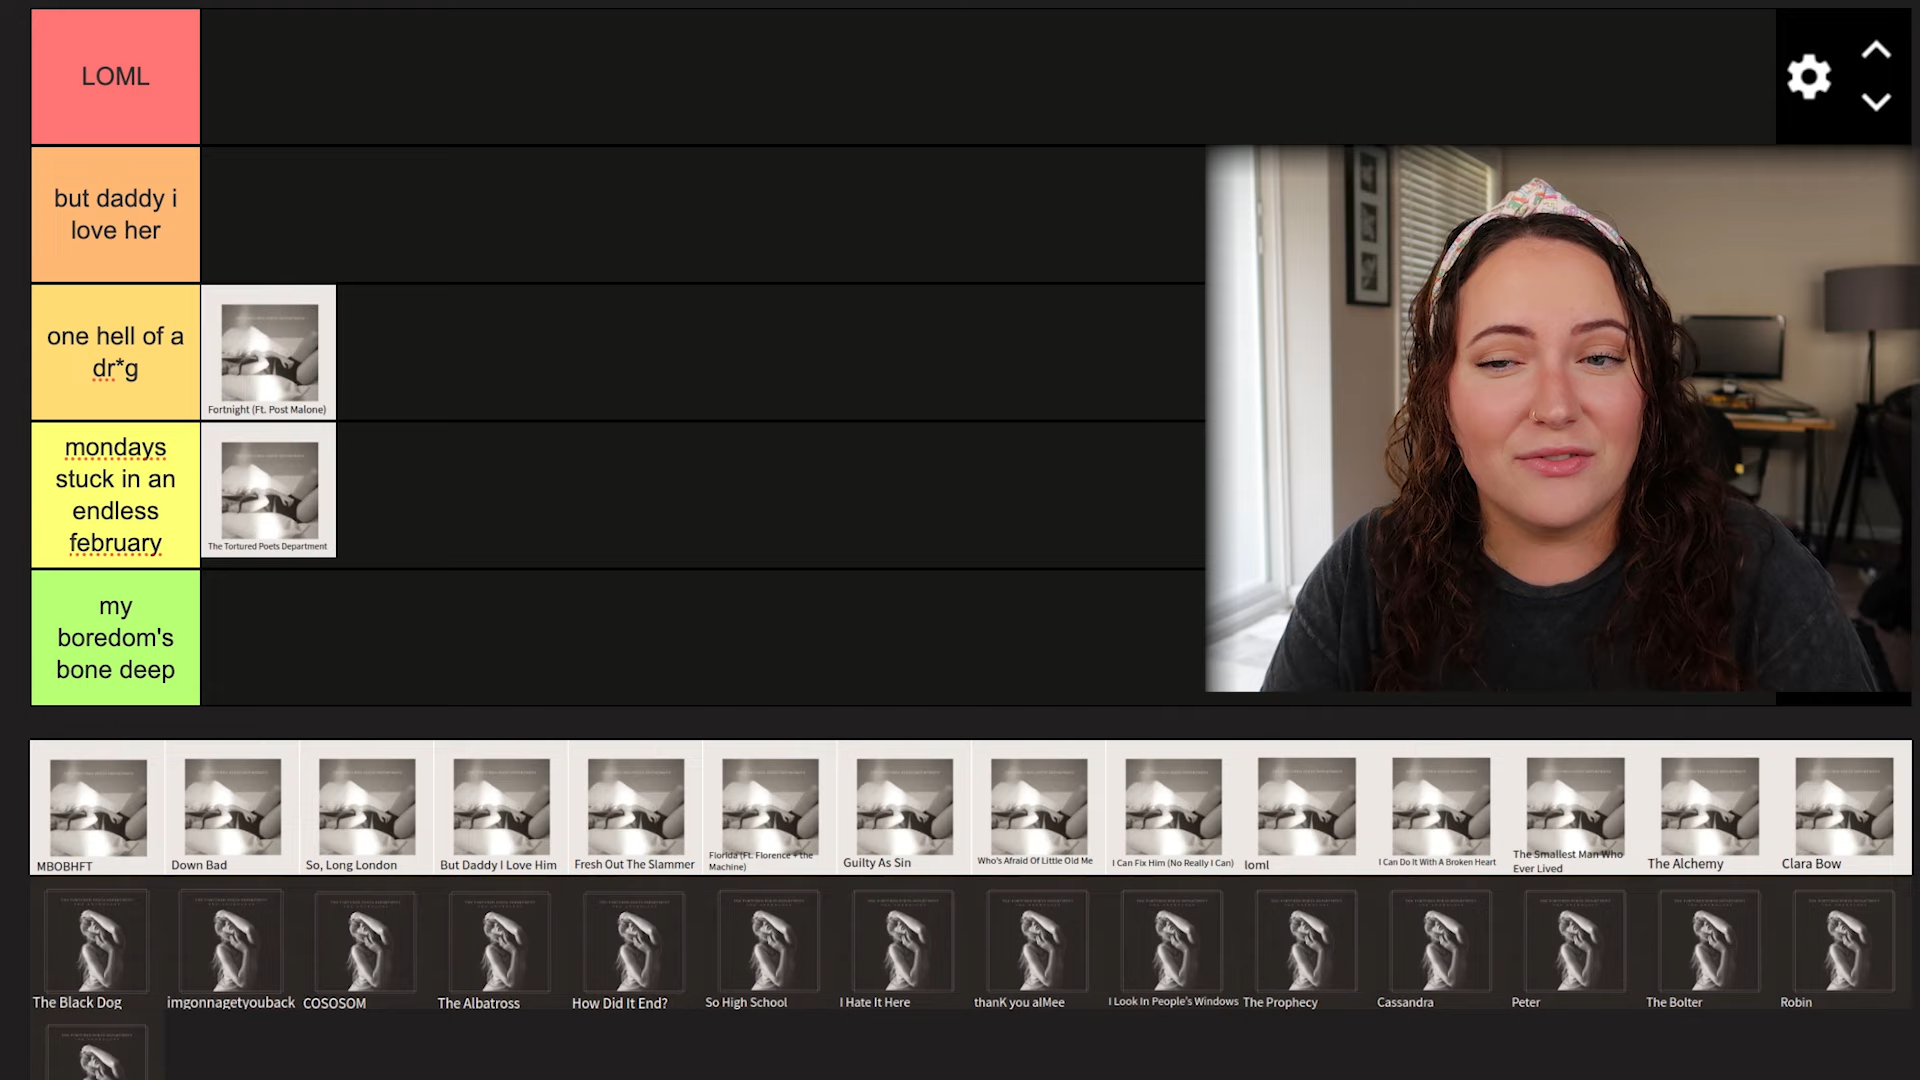 LOML
but daddy i
love her
one hell of a
dr*g
Fortnight (Ft. Post Malone)
mondays
stuck in an
endless
february
The Tortured Poets Department
my
boredom's
bone deep
MBOBHFT
Down Bad
So, Long London
But Daddy I Love Him
Fresh Out The Slammer
Florida (Ft. Florence + the
Machine)
Guilty As Sin
Who's Afraid Of Little Old Me
I Can Fix Him (No Really I Can)
loml
I Can Do It With A Broken Heart
The Smallest Man Who
Ever Lived
The Alchemy
Clara Bow
The Black Dog
imgonnagetyouback
COSOSOM
The Albatross
How Did It End?
So High School
I Hate It Here
thanK you aIMee
I Look In People's Windows
The Prophecy
Cassandra
Peter
The Bolter
Robin